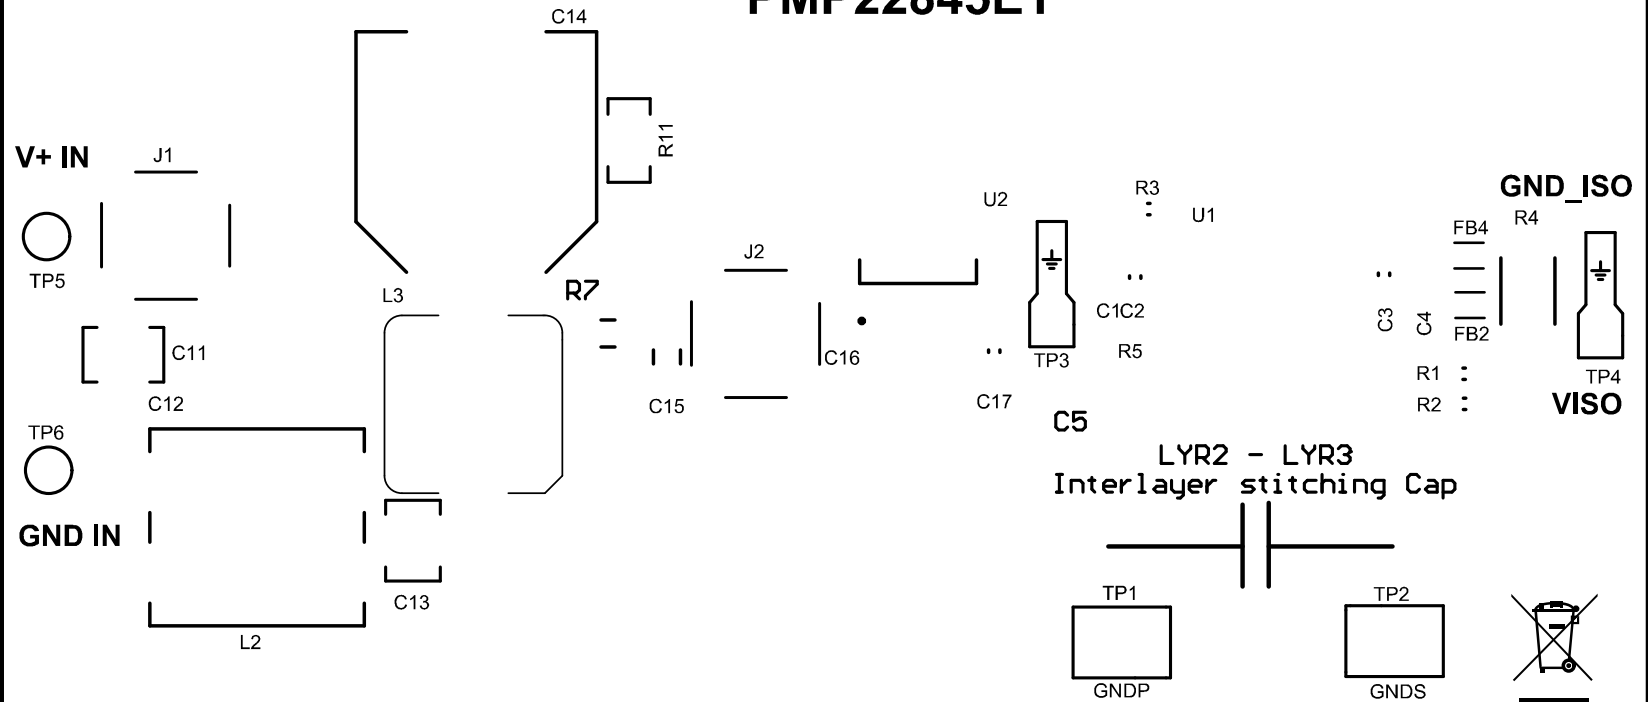 PMP22845E1
C14
R11
V+ IN
J1
TP5
C11
C12
TP6
GND IN
L2
L3
R7
C13
C15
J2
C16
U2
C17
TP3
R3
U1
C1C2
R5
C5
C3
C4
FB4
FB2
R1
R2
GND_ISO
R4
TP4
VISO
LYR2 - LYR3
Interlayer stitching Cap
TP1
GNDP
TP2
GNDS